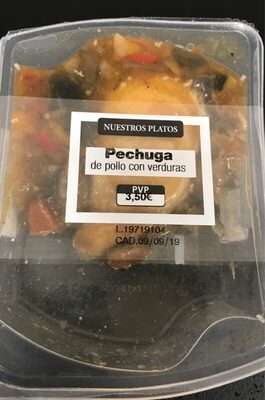 NUESTROS PLATOS
Pechuga
de pollo con verduras
PVP
3,50€
L.19719104
CAD.09/09/19